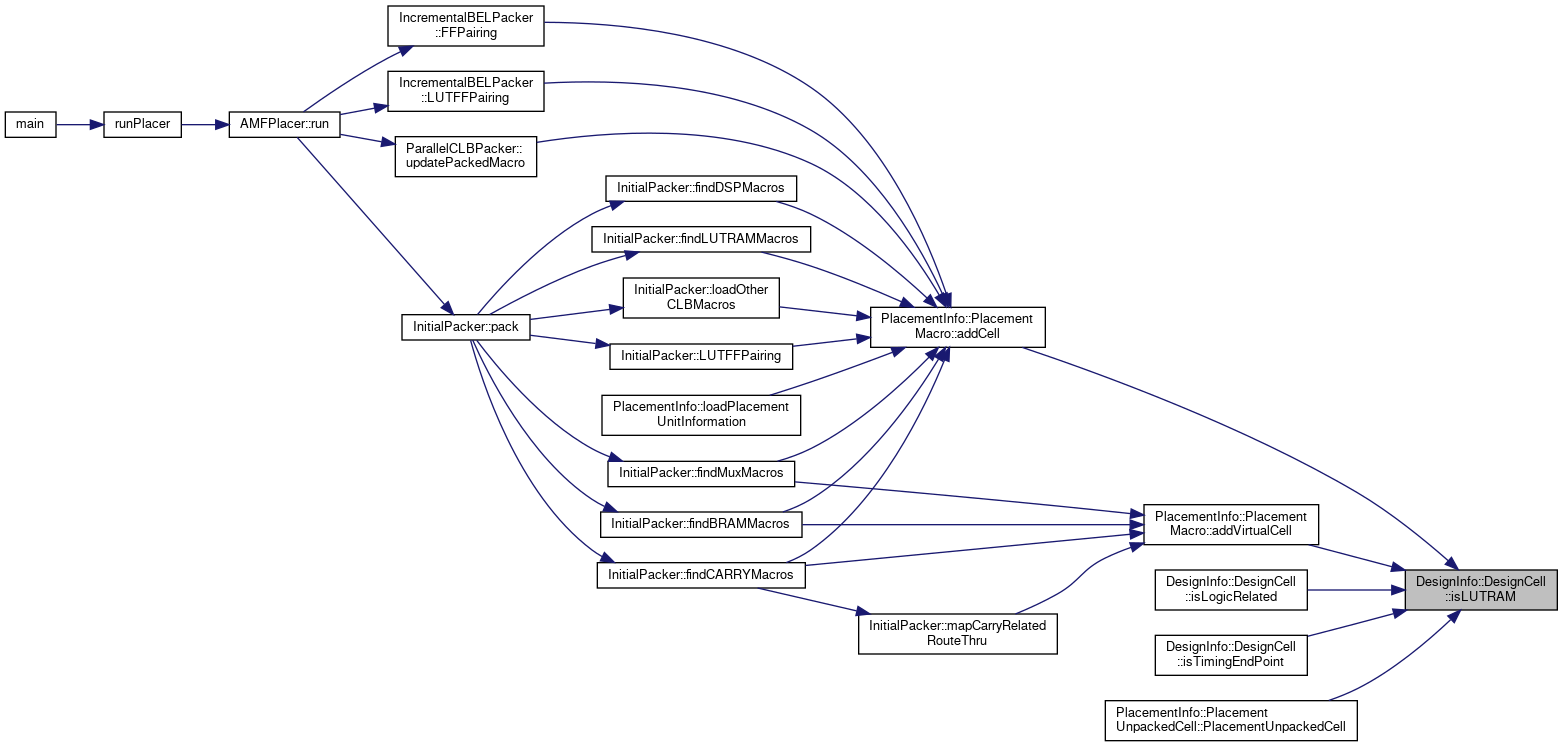 IncrementalBELPacker
::FFPairing
IncrementalBELPacker
::LUTFFPairing
main
runPlacer
AMFPlacer::run
ParallelCLBPacker::
updatePackedMacro
InitialPacker::findDSPMacros
InitialPacker::findLUTRAMMacros
InitialPacker::loadOther
CLBMacros
InitialPacker::pack
PlacementInfo::Placement
Macro::addCell
InitialPacker::LUTFFPairing
PlacementInfo::loadPlacement
UnitInformation
InitialPacker::findMuxMacros
InitialPacker::findBRAMMacros
PlacementInfo::Placement
Macro::addVirtualCell
InitialPacker::findCARRYMacros
DesignInfo::DesignCell
::isLogicRelated
DesignInfo::DesignCell
::isLUTRAM
InitialPacker::mapCarryRelated
RouteThru
DesignInfo::DesignCell
::isTimingEndPoint
PlacementInfo::Placement
UnpackedCell::PlacementUnpackedCell